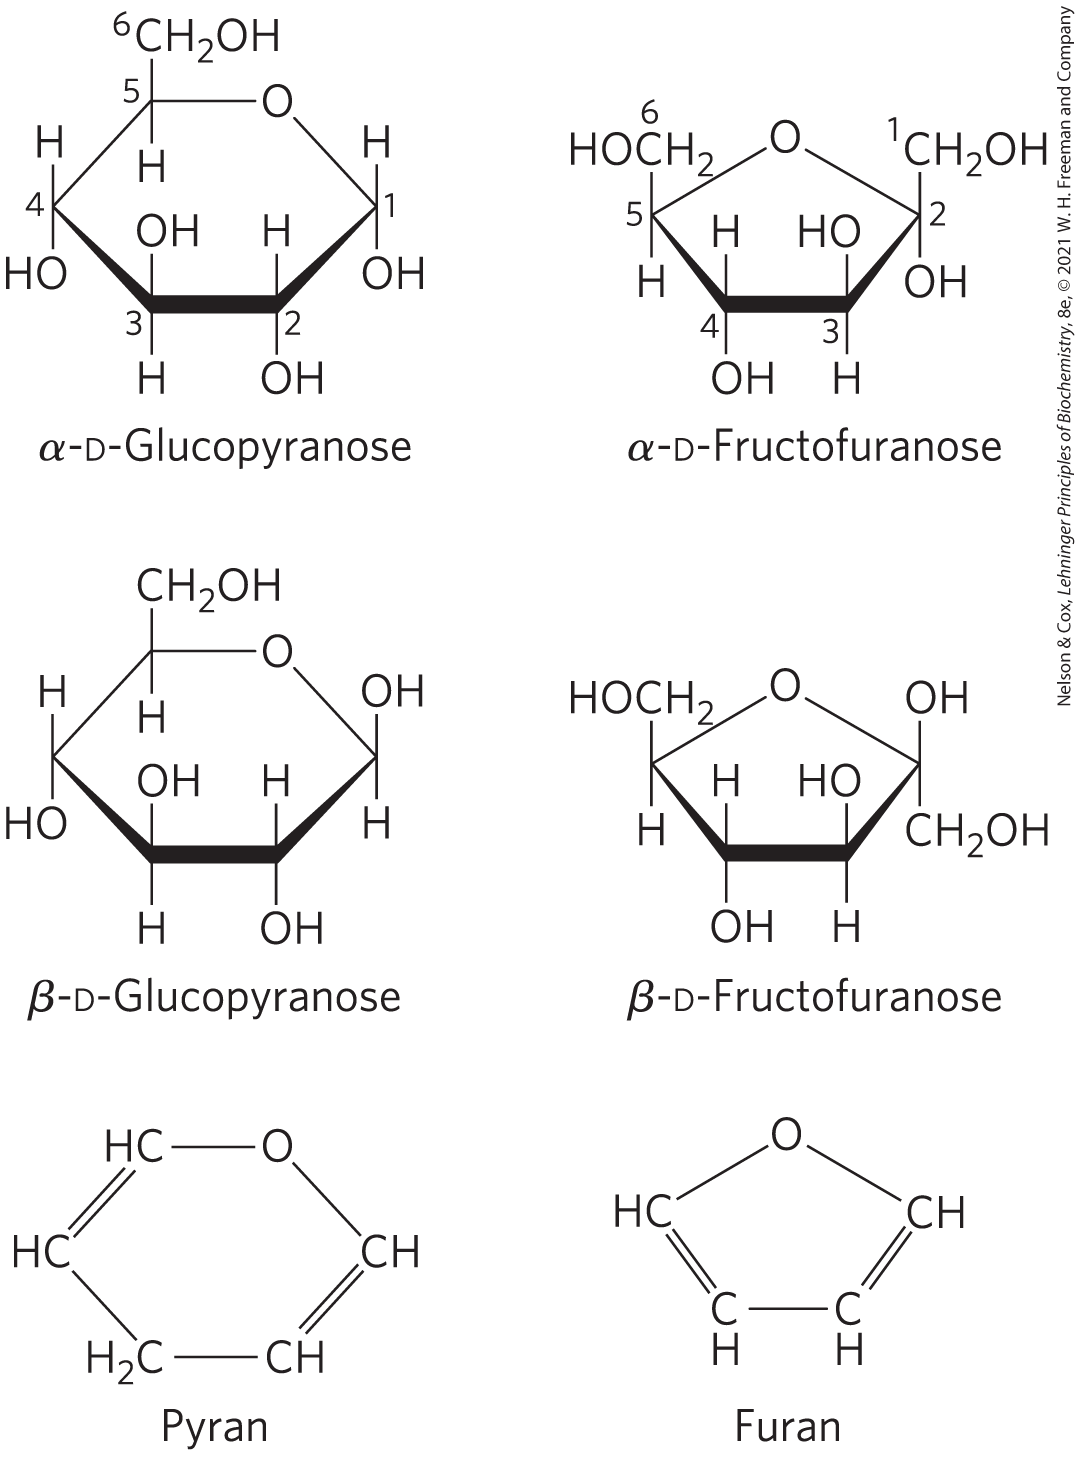 6CH2OH
5
O
H
H
H
4
1
OH
H
HO
OH
3
2
H
OH
α-D-Glucopyranose
6
HOCH2
O
1CH2OH
5
2
H
HO
H
OH
4
3
OH
H
α-D-Fructofuranose
CH2OH
O
H
OH
H
OH
H
HO
H
H
OH
β-D-Glucopyranose
HOCH2
O
OH
H
HO
H
CH2OH
OH
H
β-D-Fructofuranose
HC
O
HC
CH
H2C
CH
Pyran
O
HC
CH
C
C
H
H
Furan
Nelson & Cox, Lehninger Principles of Biochemistry, 8e, © 2021 W. H. Freeman and Company